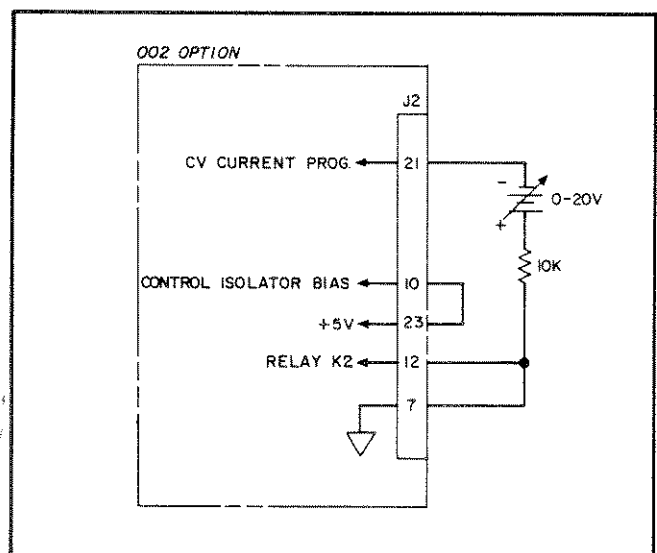 002 OPTION
J2
CV CURRENT PROG.
21
-
0-20V
+
10K
CONTROL ISOLATOR BIAS
10
+5V
23
RELAY K2
12
7